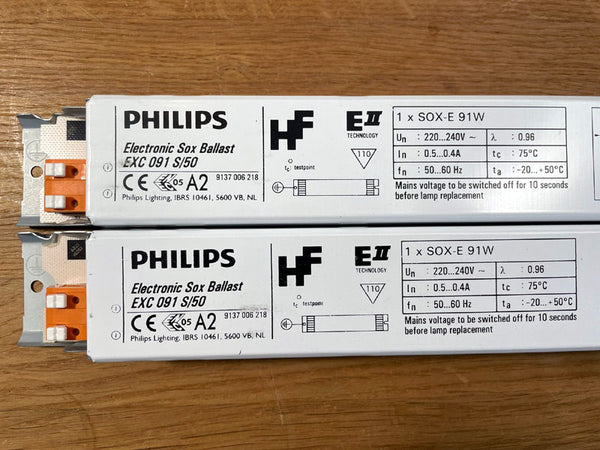 PHILIPS
Electronic Sox Ballast
EXC 091 S/50
CE 05 A2
9137 006 218
Philips Lighting, IBRS 10461, 5600 VB, NL
HF
tc testpoint
EII
TECHNOLOGY
110
1 x SOX-E 91W
Un : 220...240V ~ λ : 0.96
In : 0.5...0.4A tc : 75°C
fn : 50...60 Hz ta : -20... +50°C
Mains voltage to be switched off for 10 seconds
before lamp replacement
PHILIPS
Electronic Sox Ballast
EXC 091 S/50
CE 05 A2
9137 006 218
Philips Lighting, IBRS 10461, 5600 VB, NL
HF
tc testpoint
EII
TECHNOLOGY
110
1 x SOX-E 91W
Un : 220...240V ~ λ : 0.96
In : 0.5...0.4A tc : 75°C
fn : 50...60 Hz ta : -20... +50°C
Mains voltage to be switched off for 10 seconds
before lamp replacement